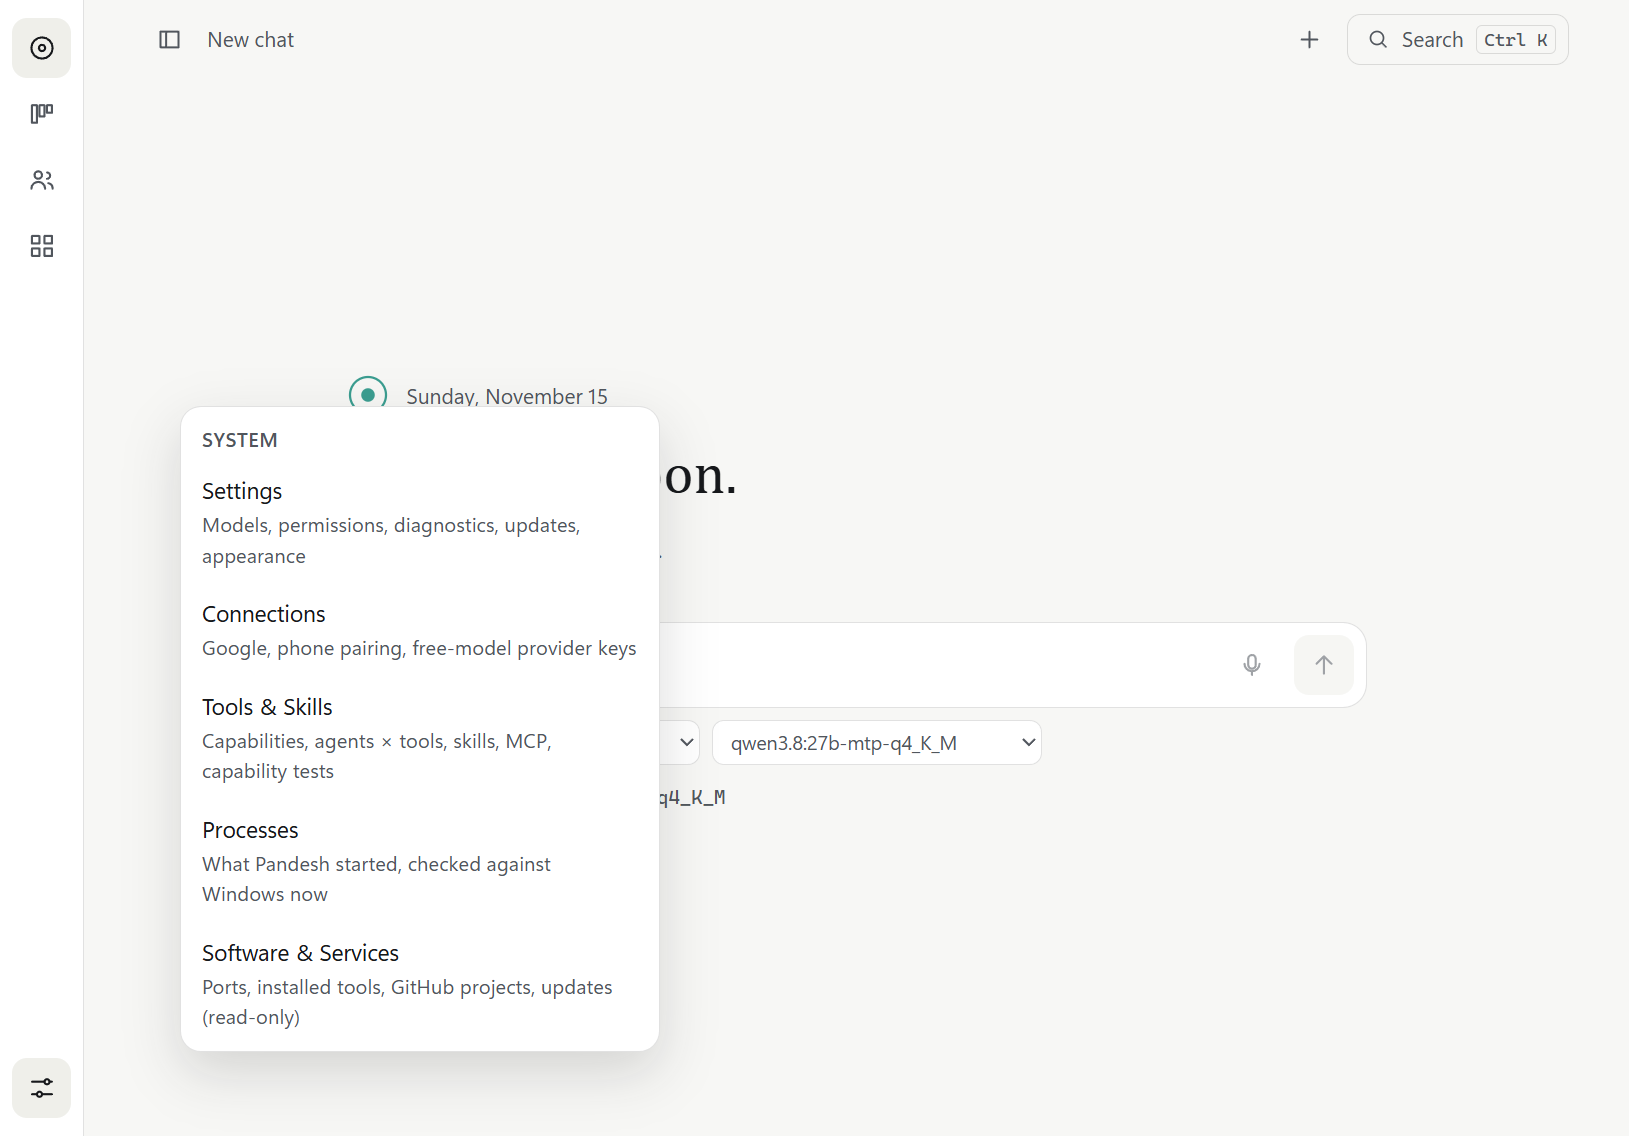 New chat
Search
Ctrl K
Sunday, November 15
on.
SYSTEM
Settings
Models, permissions, diagnostics, updates,
appearance
Connections
Google, phone pairing, free-model provider keys
Tools & Skills
Capabilities, agents × tools, skills, MCP,
capability tests
qwen3.8:27b-mtp-q4_K_M
q4_K_M
Processes
What Pandesh started, checked against
Windows now
Software & Services
Ports, installed tools, GitHub projects, updates
(read-only)